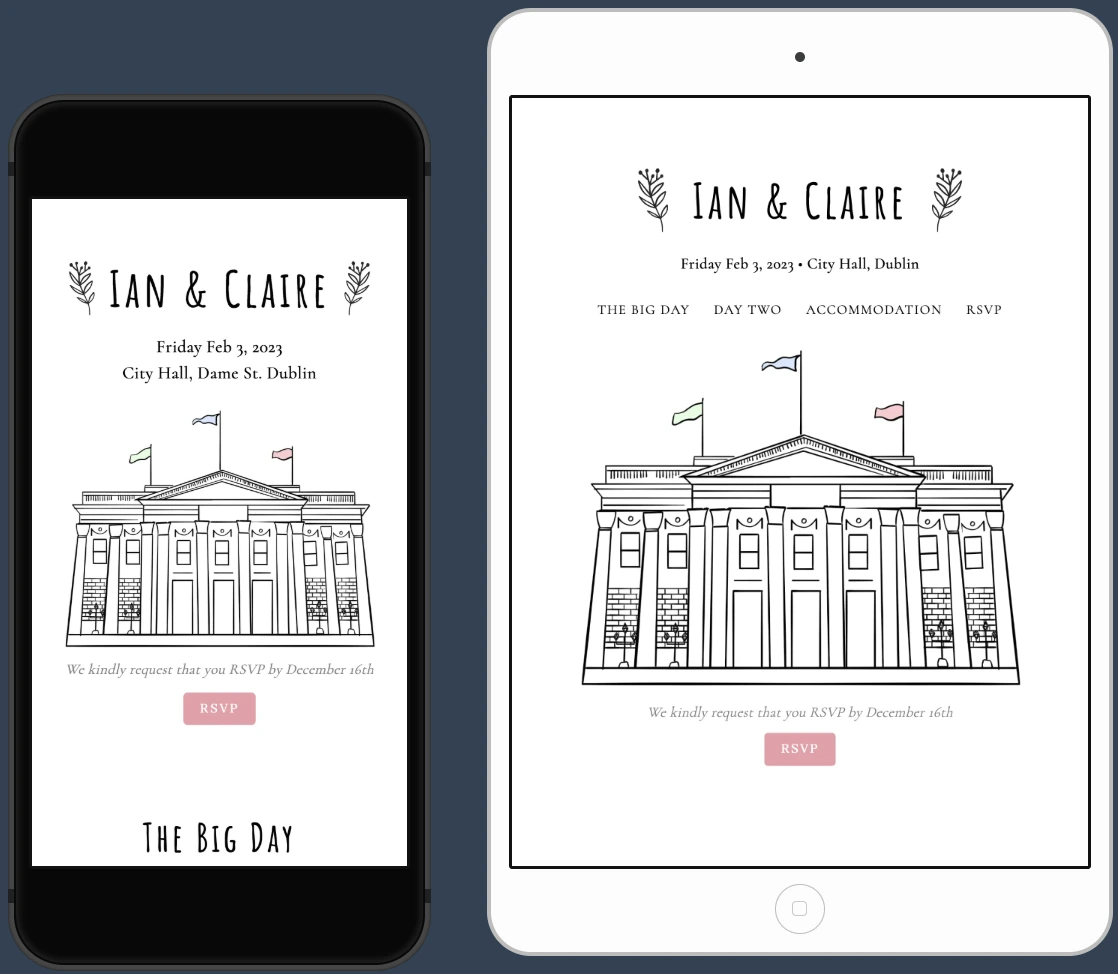 Ian & Claire
Friday Feb 3, 2023
City Hall, Dame St. Dublin
We kindly request that you RSVP by December 16th
RSVP
The Big Day
Ian & Claire
Friday Feb 3, 2023 • City Hall, Dublin
THE BIG DAY DAY TWO ACCOMMODATION RSVP
We kindly request that you RSVP by December 16th
RSVP